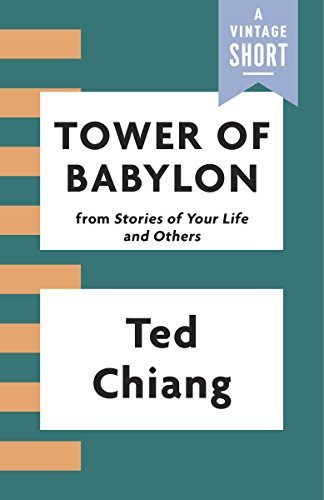 A
VINTAGE
SHORT
TOWER OF
BABYLON
from Stories of Your Life
and Others
Ted
Chiang